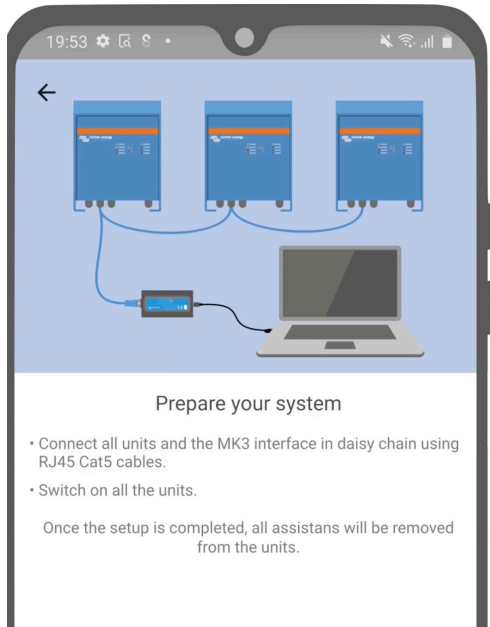 19:53
Prepare your system
• Connect all units and the MK3 interface in daisy chain using
RJ45 Cat5 cables.
• Switch on all the units.
Once the setup is completed, all assistans will be removed
from the units.